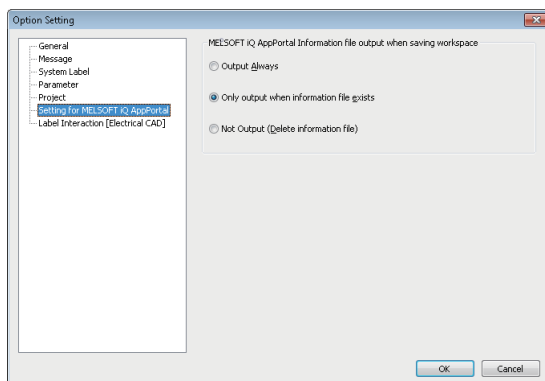 Option Setting
General
Message
System Label
Parameter
Project
Setting for MELSOFT iQ AppPortal
Label Interaction [Electrical CAD]
MELSOFT iQ AppPortal Information file output when saving workspace
Output Always
Only output when information file exists
Not Output (Delete information file)
OK
Cancel